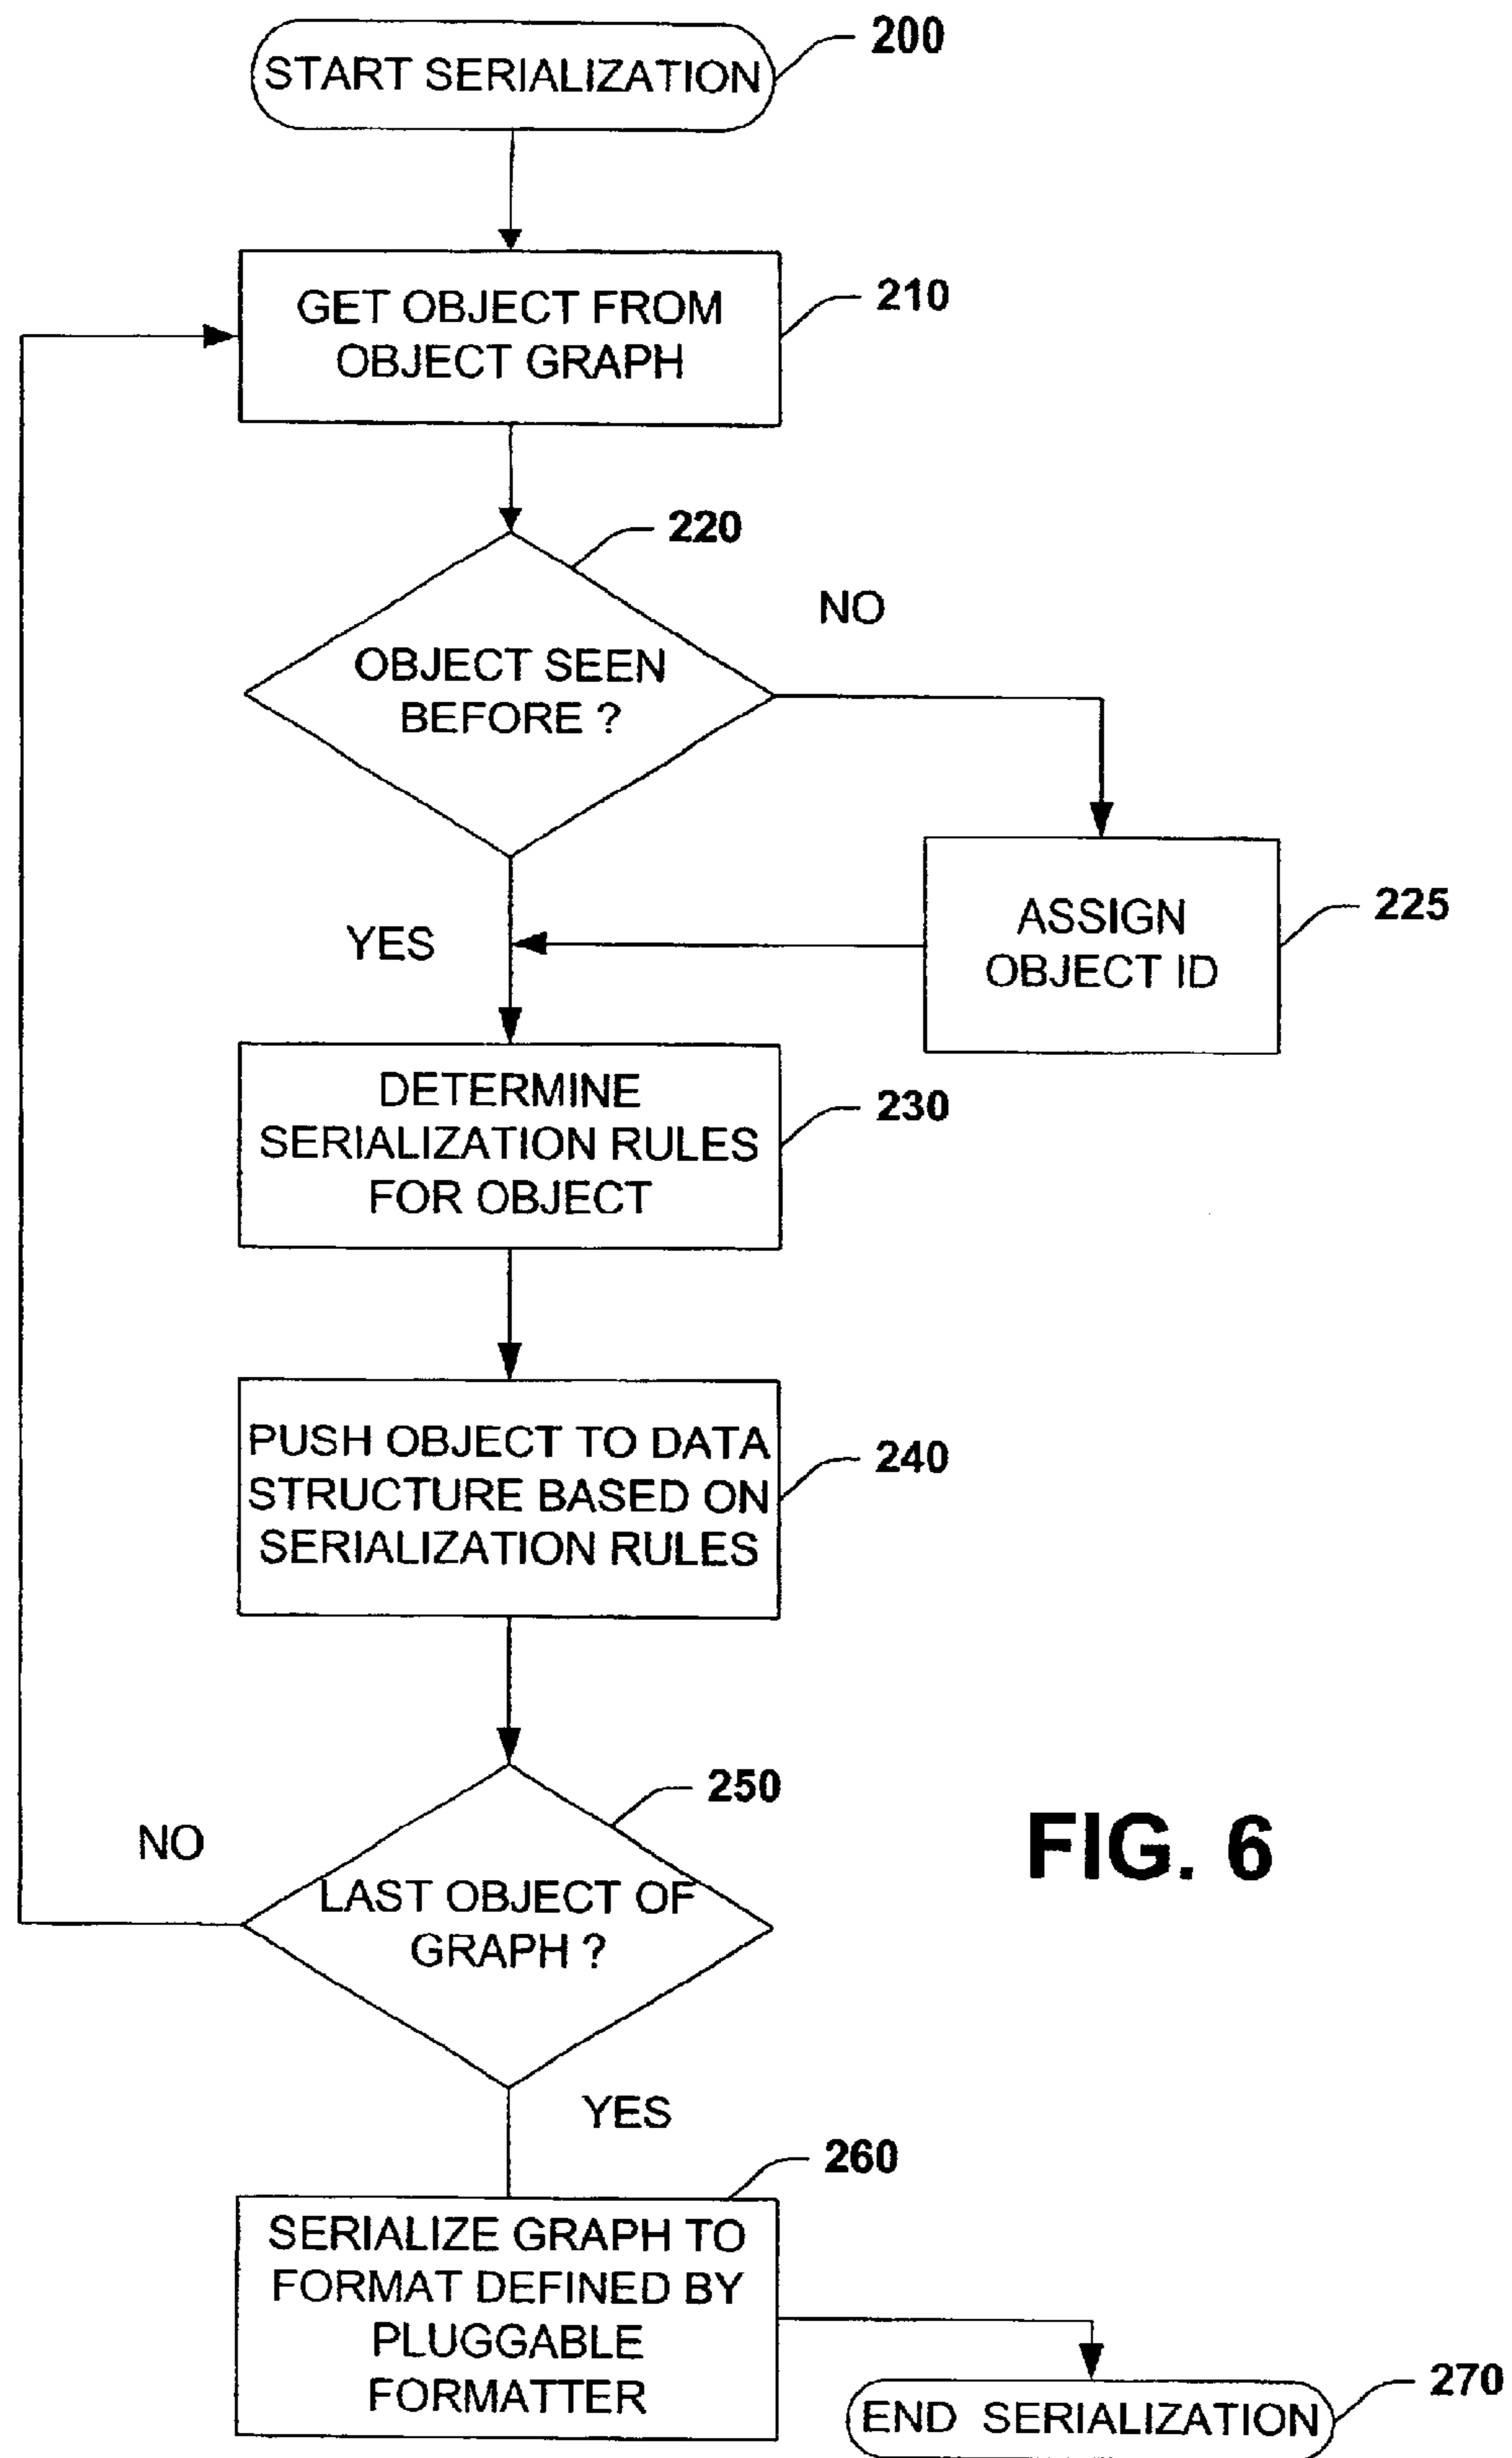 START SERIALIZATION
200
GET OBJECT FROM
OBJECT GRAPH
210
220
OBJECT SEEN
BEFORE ?
NO
YES
ASSIGN
OBJECT ID
225
DETERMINE
SERIALIZATION RULES
FOR OBJECT
230
PUSH OBJECT TO DATA
STRUCTURE BASED ON
SERIALIZATION RULES
240
250
NO
LAST OBJECT OF
GRAPH ?
FIG. 6
YES
260
SERIALIZE GRAPH TO
FORMAT DEFINED BY
PLUGGABLE
FORMATTER
270
END SERIALIZATION